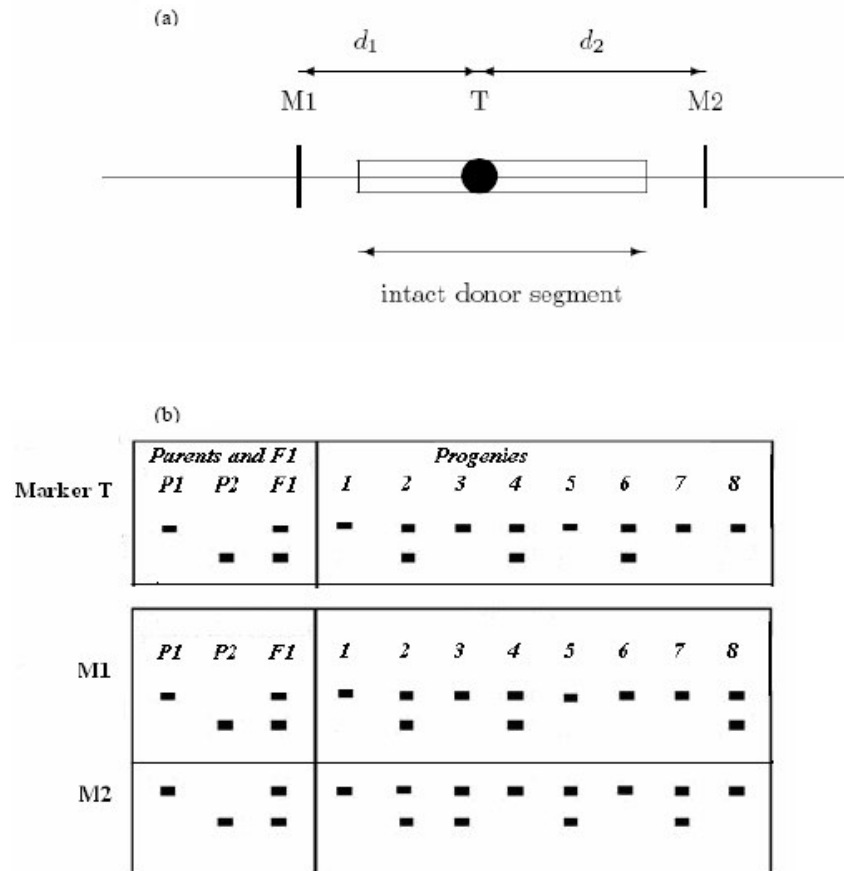 (a)
d1 d2
M1 T M2
intact donor segment
(b)
Parents and F1 Progenies
Marker T P1 P2 F1 1 2 3 4 5 6 7 8
M1 P1 P2 F1 1 2 3 4 5 6 7 8
M2